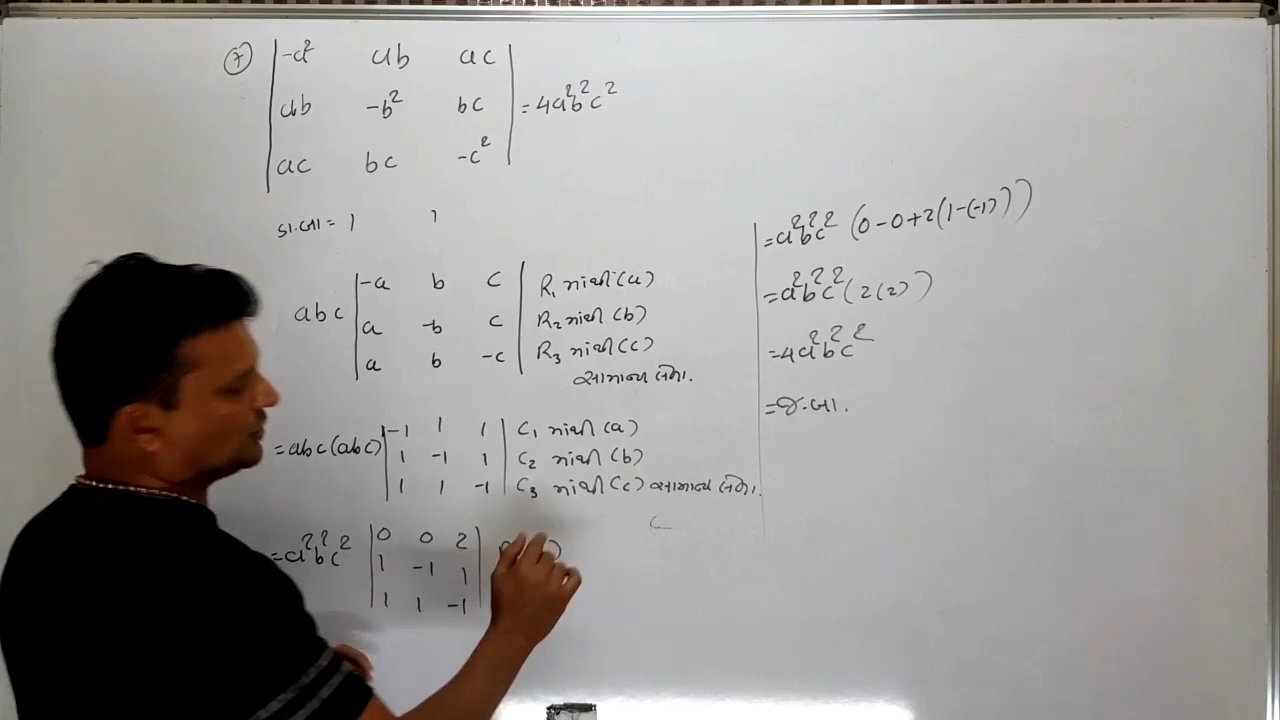 (7) | -a² ab ac |
| ab -b² bc | = 4a²b²c²
| ac bc -c² |
ડા.બા = |
abc | -a b c | R₁ માંથી (a)
| a -b c | R₂ માંથી (b)
| a b -c | R₃ માંથી (c)
સામાન્ય લેતા.
= abc (abc) | -1 1 1 | C₁ માંથી (a)
| 1 -1 1 | C₂ માંથી (b)
| 1 1 -1 | C₃ માંથી (c) સામાન્ય લેતા.
= a²b²c² | 0 0 2 |
| 1 -1 1 |
| 1 1 -1 |
= a²b²c² (0-0+2(1-(-1)))
= a²b²c² (2(2))
= 4a²b²c²
= જ.બા.